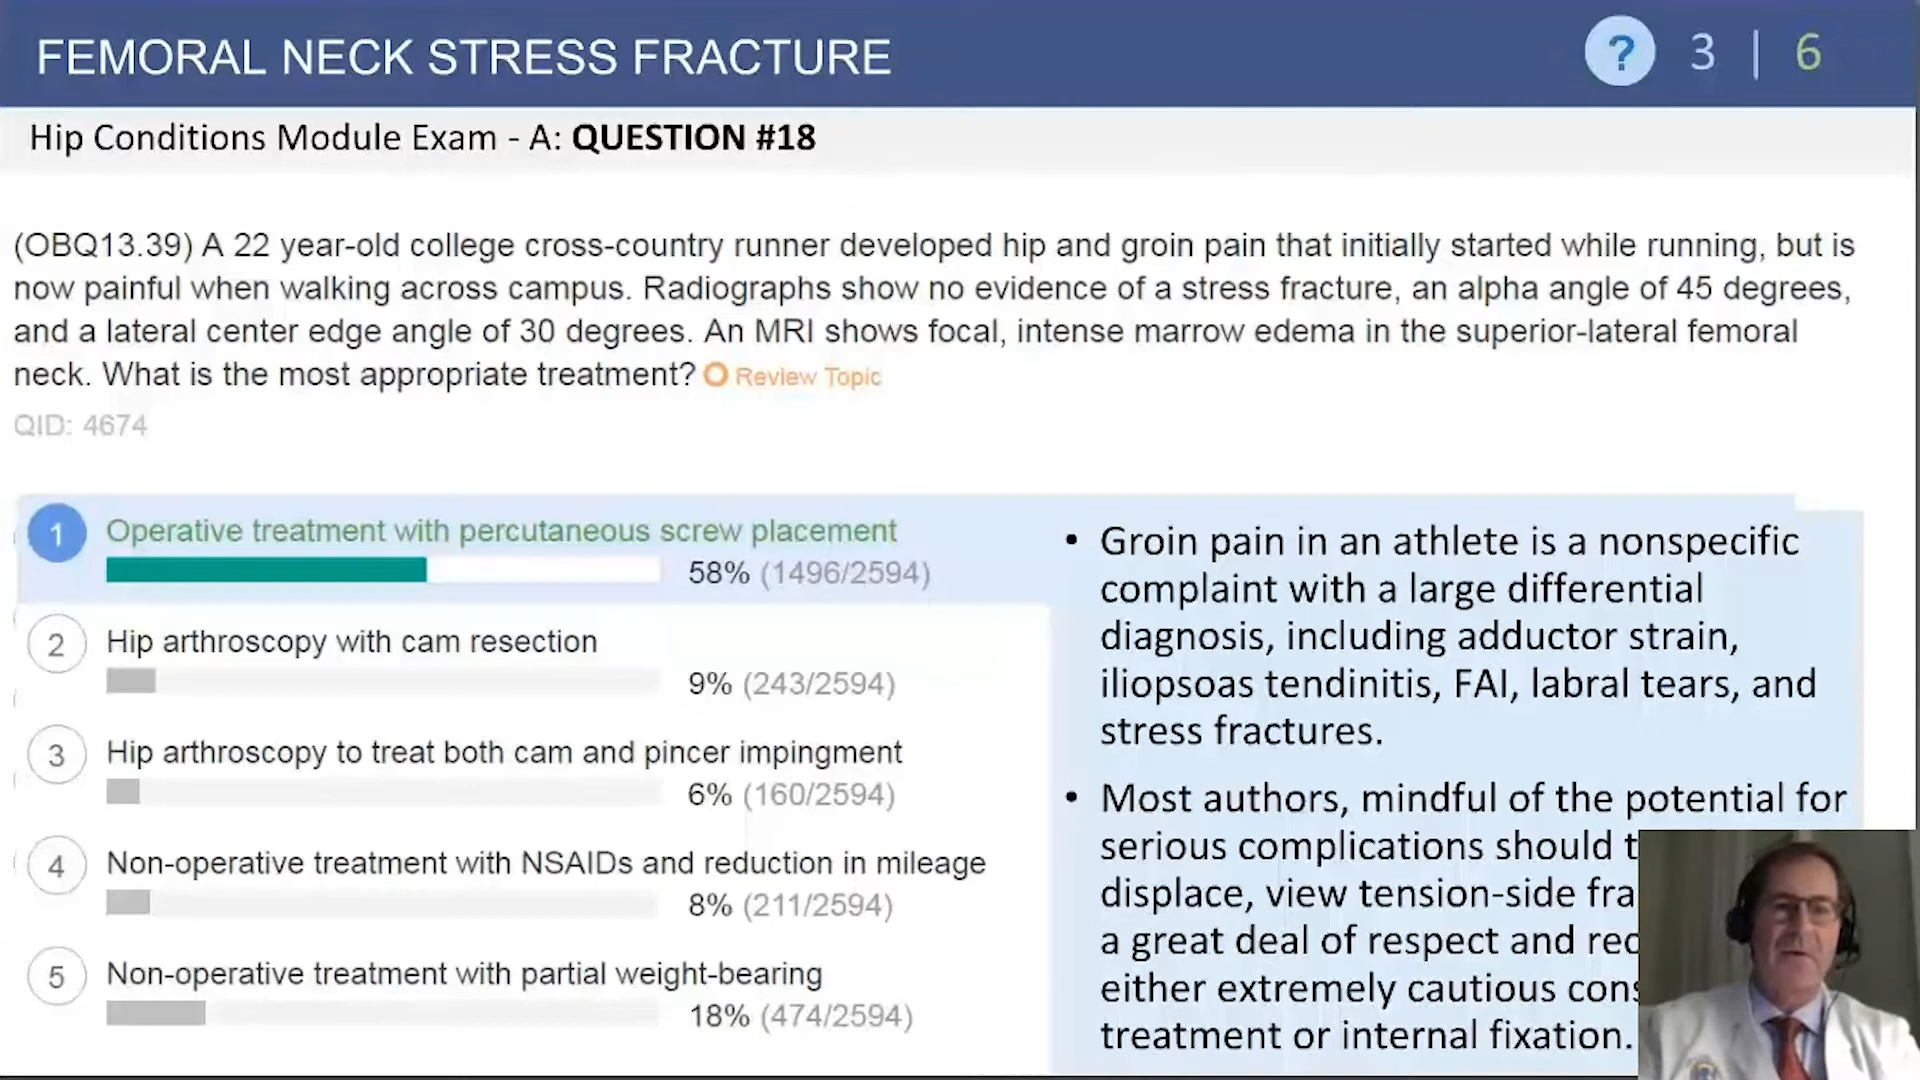 FEMORAL NECK STRESS FRACTURE
? 3 | 6
Hip Conditions Module Exam - A: QUESTION #18
(OBQ13.39) A 22 year-old college cross-country runner developed hip and groin pain that initially started while running, but is
now painful when walking across campus. Radiographs show no evidence of a stress fracture, an alpha angle of 45 degrees,
and a lateral center edge angle of 30 degrees. An MRI shows focal, intense marrow edema in the superior-lateral femoral
neck. What is the most appropriate treatment? Review Topic
QID: 4674
1 Operative treatment with percutaneous screw placement
58% (1496/2594)
2 Hip arthroscopy with cam resection
9% (243/2594)
3 Hip arthroscopy to treat both cam and pincer impingment
6% (160/2594)
4 Non-operative treatment with NSAIDs and reduction in mileage
8% (211/2594)
5 Non-operative treatment with partial weight-bearing
18% (474/2594)
• Groin pain in an athlete is a nonspecific
complaint with a large differential
diagnosis, including adductor strain,
iliopsoas tendinitis, FAI, labral tears, and
stress fractures.
• Most authors, mindful of the potential for
serious complications should
displace, view tension-side
a great deal of respect and
either extremely cautious
treatment or internal fixation.